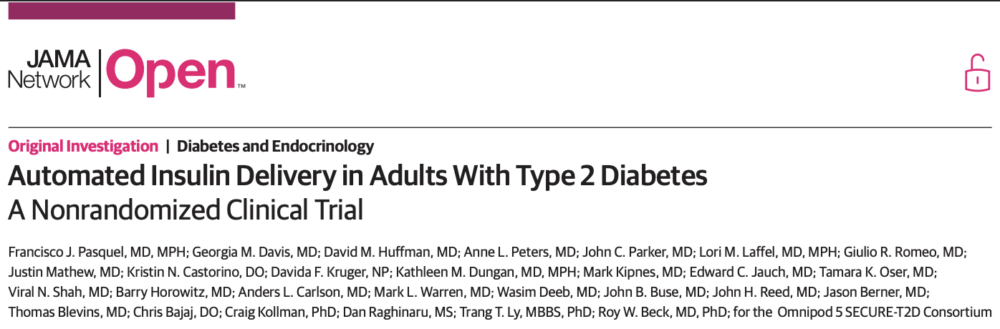 JAMA
Network
Open™
Original Investigation | Diabetes and Endocrinology
Automated Insulin Delivery in Adults With Type 2 Diabetes
A Nonrandomized Clinical Trial
Francisco J. Pasquel, MD, MPH; Georgia M. Davis, MD; David M. Huffman, MD; Anne L. Peters, MD; John C. Parker, MD; Lori M. Laffel, MD, MPH; Giulio R. Romeo, MD;
Justin Mathew, MD; Kristin N. Castorino, DO; Davida F. Kruger, NP; Kathleen M. Dungan, MD, MPH; Mark Kipnes, MD; Edward C. Jauch, MD; Tamara K. Oser, MD;
Viral N. Shah, MD; Barry Horowitz, MD; Anders L. Carlson, MD; Mark L. Warren, MD; Wasim Deeb, MD; John B. Buse, MD; John H. Reed, MD; Jason Berner, MD;
Thomas Blevins, MD; Chris Bajaj, DO; Craig Kollman, PhD; Dan Raghinaru, MS; Trang T. Ly, MBBS, PhD; Roy W. Beck, MD, PhD; for the Omnipod 5 SECURE-T2D Consortium